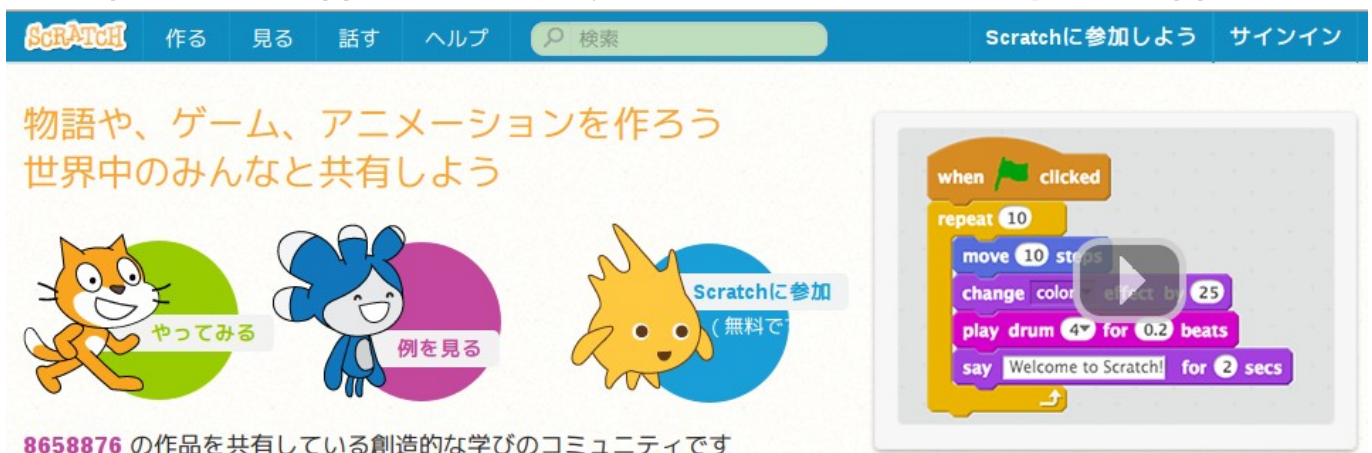 SCRATCH 作る 見る 話す ヘルプ 検索 Scratchに参加しよう サインイン
物語や、ゲーム、アニメーションを作ろう
世界中のみんなと共有しよう
やってみる
例を見る
Scratchに参加
(無料で
when clicked
repeat 10
move 10 steps
change color effect by 25
play drum 4 for 0.2 beats
say Welcome to Scratch! for 2 secs
8658876 の作品を共有している創造的な学びのコミュニティです